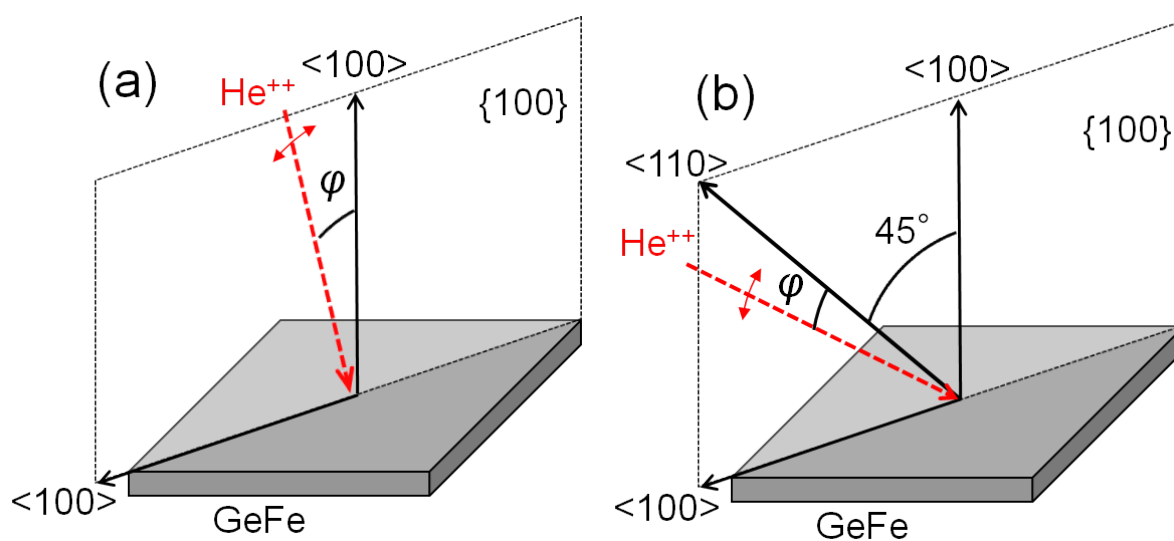 (a)
<100>
He++
{100}
φ
<100>
GeFe
(b)
<100>
{100}
<110>
45°
He++
φ
<100>
GeFe